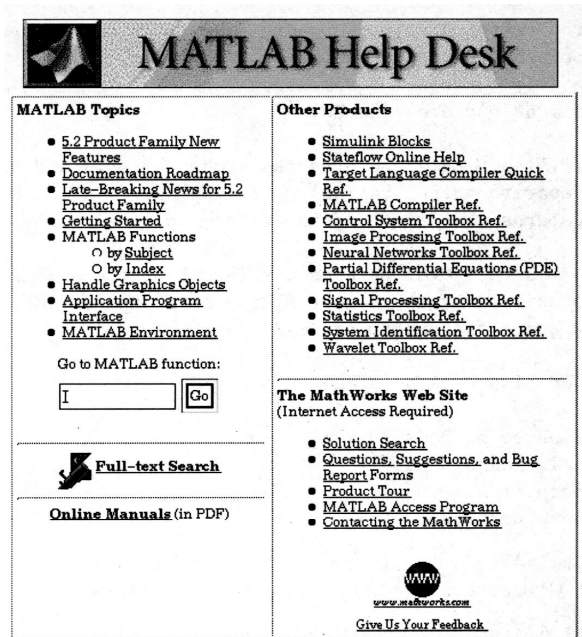 MATLAB Help Desk
MATLAB Topics
5.2 Product Family New
Features
Documentation Roadmap
Late-Breaking News for 5.2
Product Family
Getting Started
MATLAB Functions
by Subject
by Index
Handle Graphics Objects
Application Program
Interface
MATLAB Environment
Go to MATLAB function:
Go
Full-text Search
Online Manuals (in PDF)
Other Products
Simulink Blocks
Stateflow Online Help
Target Language Compiler Quick
Ref.
MATLAB Compiler Ref.
Control System Toolbox Ref.
Image Processing Toolbox Ref.
Neural Networks Toolbox Ref.
Partial Differential Equations (PDE)
Toolbox Ref.
Signal Processing Toolbox Ref.
Statistics Toolbox Ref.
System Identification Toolbox Ref.
Wavelet Toolbox Ref.
The MathWorks Web Site
(Internet Access Required)
Solution Search
Questions, Suggestions, and Bug
Report Forms
Product Tour
MATLAB Access Program
Contacting the MathWorks
WWW
www.mathworks.com
Give Us Your Feedback